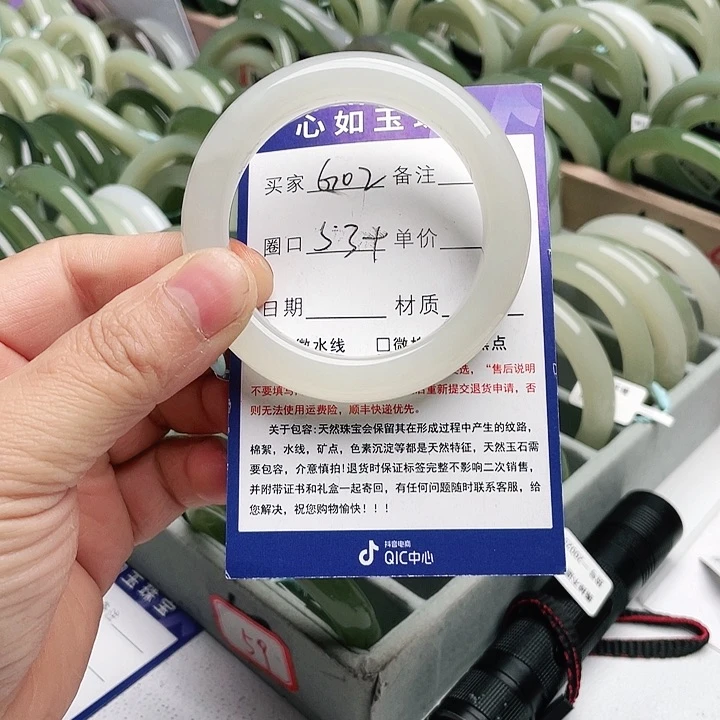 心如玉
买家 6202 备注
圈口 53+ 单价
日期 材质
微水线 □微 点
选，“售后说明
不要填写 重新提交退货申请，否
则无法使用运费险，顺丰快递优先。
关于包容：天然珠宝会保留其在形成过程中产生的纹路，
棉絮，水线，矿点，色素沉淀等都是天然特征，天然玉石需
要包容，介意慎拍！退货时保证标签完整不影响二次销售，
并附带证书和礼盒一起寄回，有任何问题随时联系客服，给
您解决，祝您购物愉快！！！
抖音电商
QIC中心
玉珠宝
59